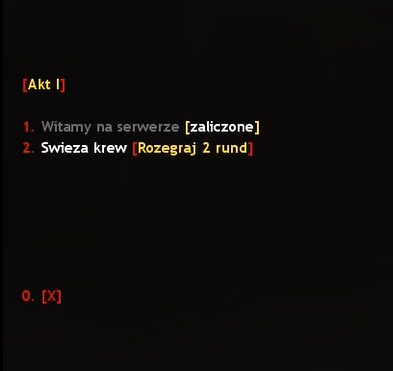 [Akt I]
1. Witamy na serwerze [zaliczone]
2. Swieza krew [Rozegraj 2 rund]
0. [X]